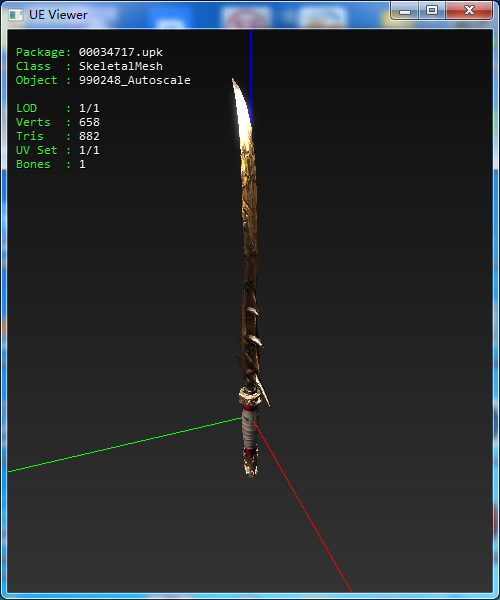 UE Viewer
Package: 00034717.upk
Class : SkeletalMesh
Object : 990248_Autoscale
LOD : 1/1
Verts : 658
Tris : 882
UV Set : 1/1
Bones : 1